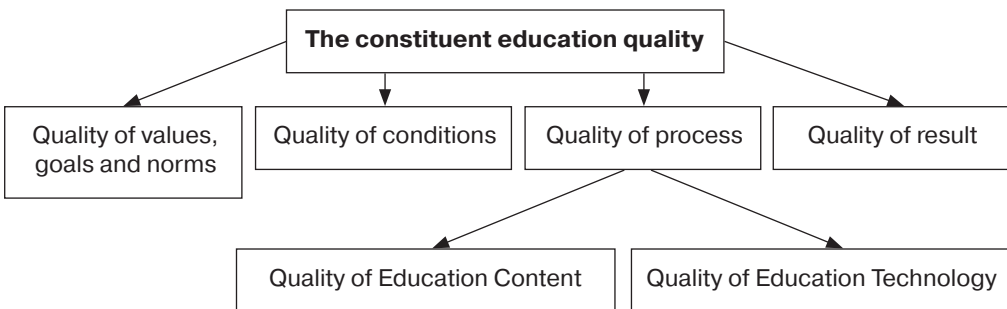 The constituent education quality
Quality of values,
goals and norms
Quality of conditions
Quality of process
Quality of result
Quality of Education Content
Quality of Education Technology